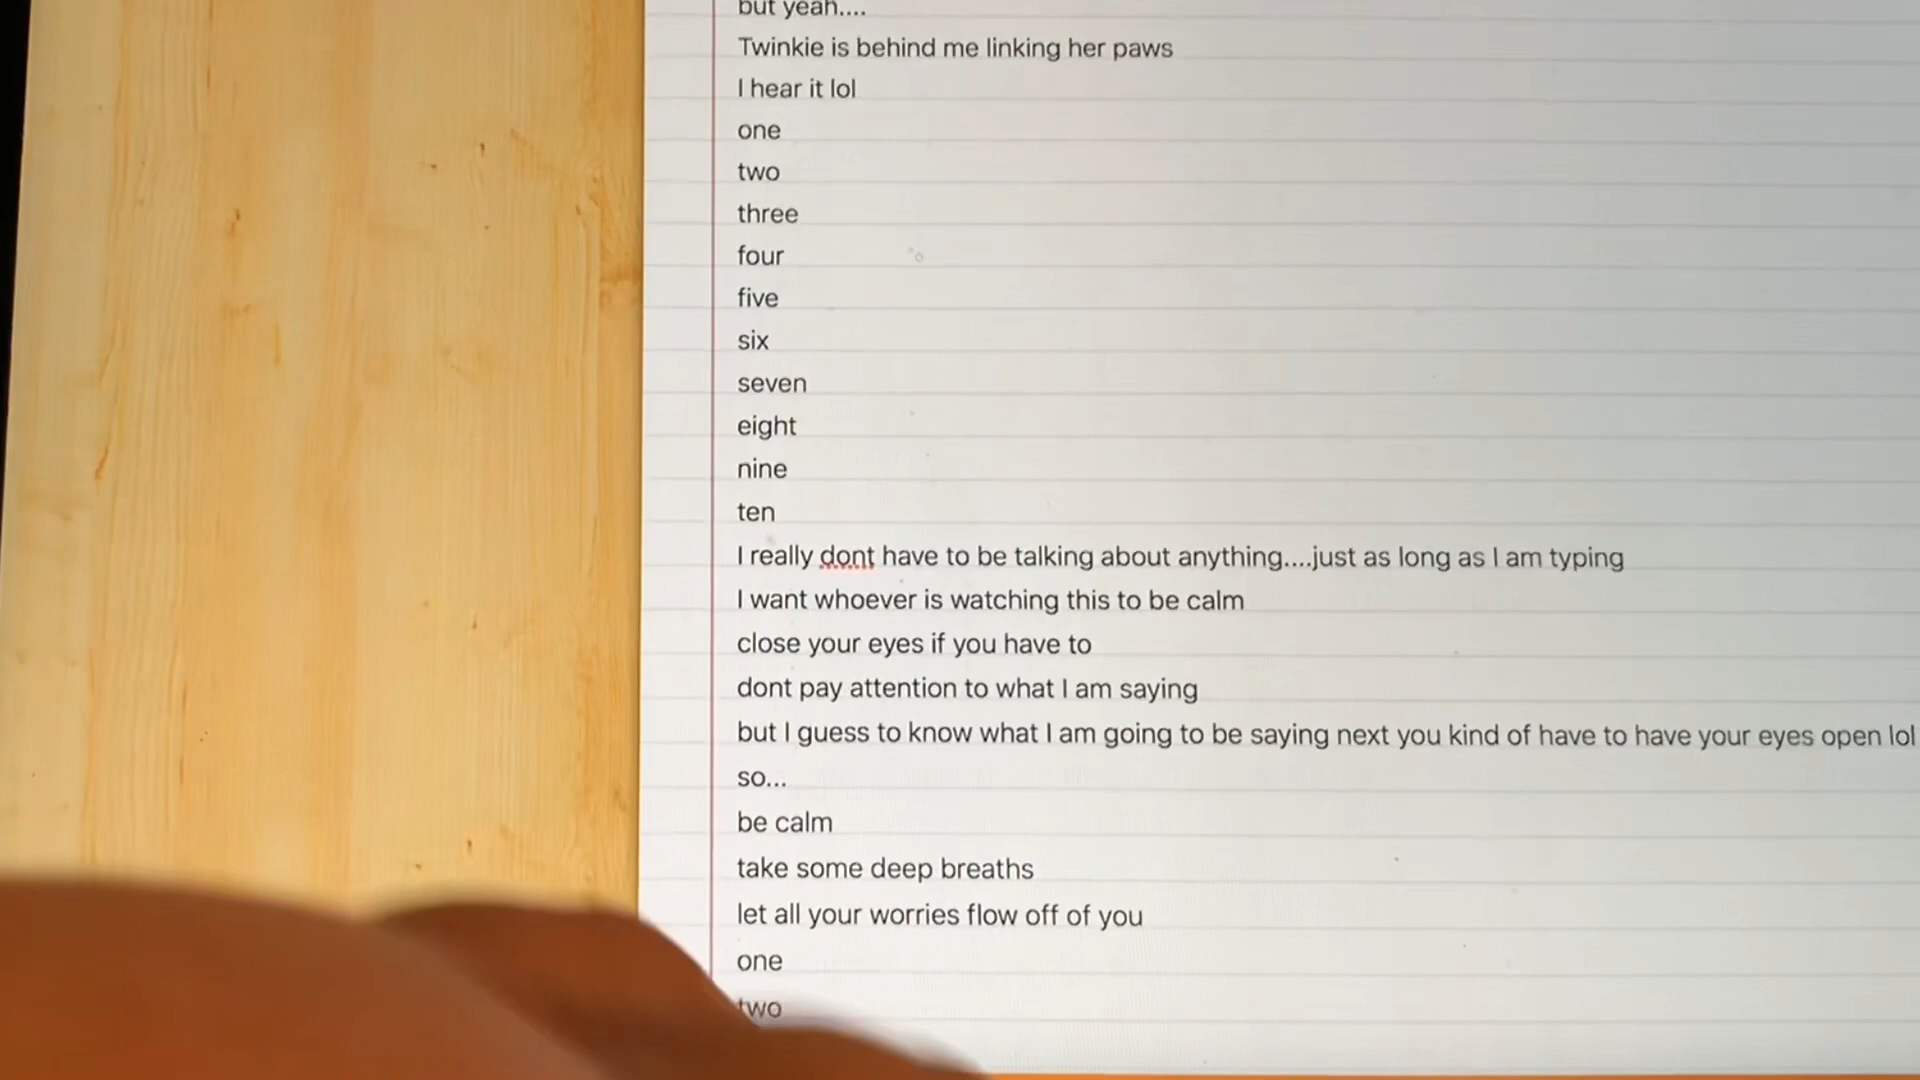 but yeah....
Twinkie is behind me linking her paws
I hear it lol
one
two
three
four
five
six
seven
eight
nine
ten
I really dont have to be talking about anything....just as long as I am typing
I want whoever is watching this to be calm
close your eyes if you have to
dont pay attention to what I am saying
but I guess to know what I am going to be saying next you kind of have to have your eyes open lol
so...
be calm
take some deep breaths
let all your worries flow off of you
one
two